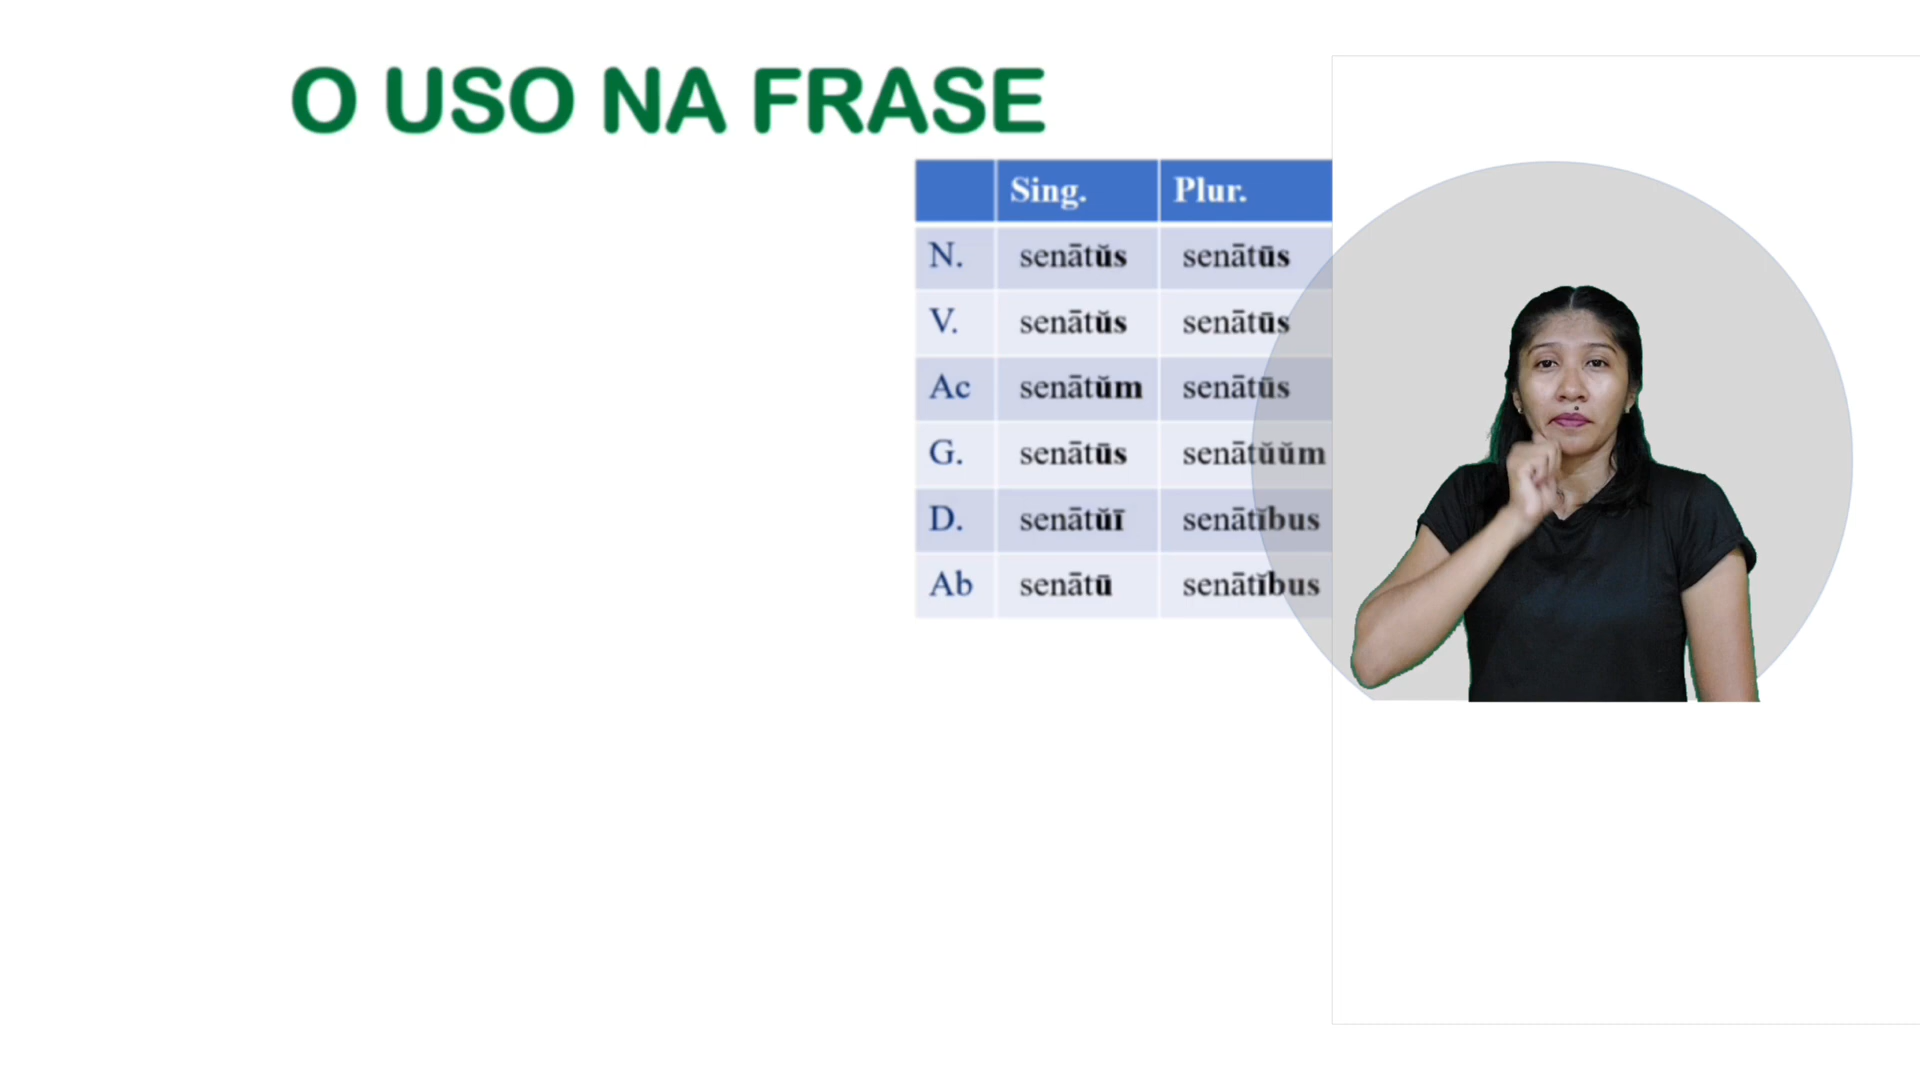 O USO NA FRASE
Sing. Plur.
N. senātŭs senātūs
V. senātŭs senātūs
Ac senātŭm senātūs
G. senātūs senātŭŭm
D. senātŭī senātĭbus
Ab senātū senātĭbus